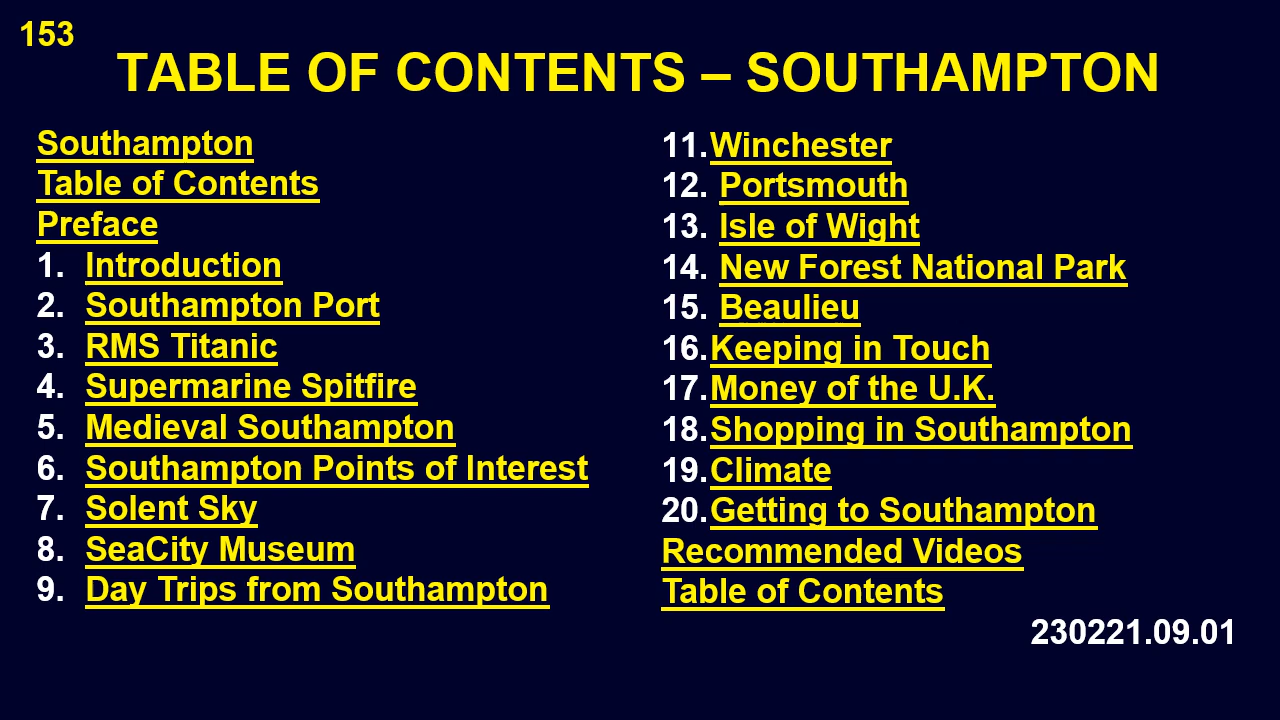 153
TABLE OF CONTENTS – SOUTHAMPTON
Southampton
Table of Contents
Preface
1. Introduction
2. Southampton Port
3. RMS Titanic
4. Supermarine Spitfire
5. Medieval Southampton
6. Southampton Points of Interest
7. Solent Sky
8. SeaCity Museum
9. Day Trips from Southampton
11.Winchester
12. Portsmouth
13. Isle of Wight
14. New Forest National Park
15. Beaulieu
16.Keeping in Touch
17.Money of the U.K.
18.Shopping in Southampton
19.Climate
20.Getting to Southampton
Recommended Videos
Table of Contents
230221.09.01